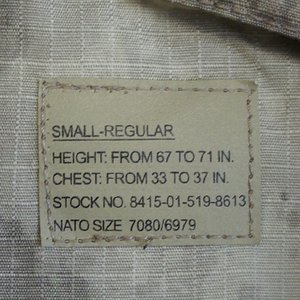 SMALL-REGULAR
HEIGHT: FROM 67 TO 71 IN.
CHEST: FROM 33 TO 37 IN.
STOCK NO. 8415-01-519-8613
NATO SIZE 7080/6979